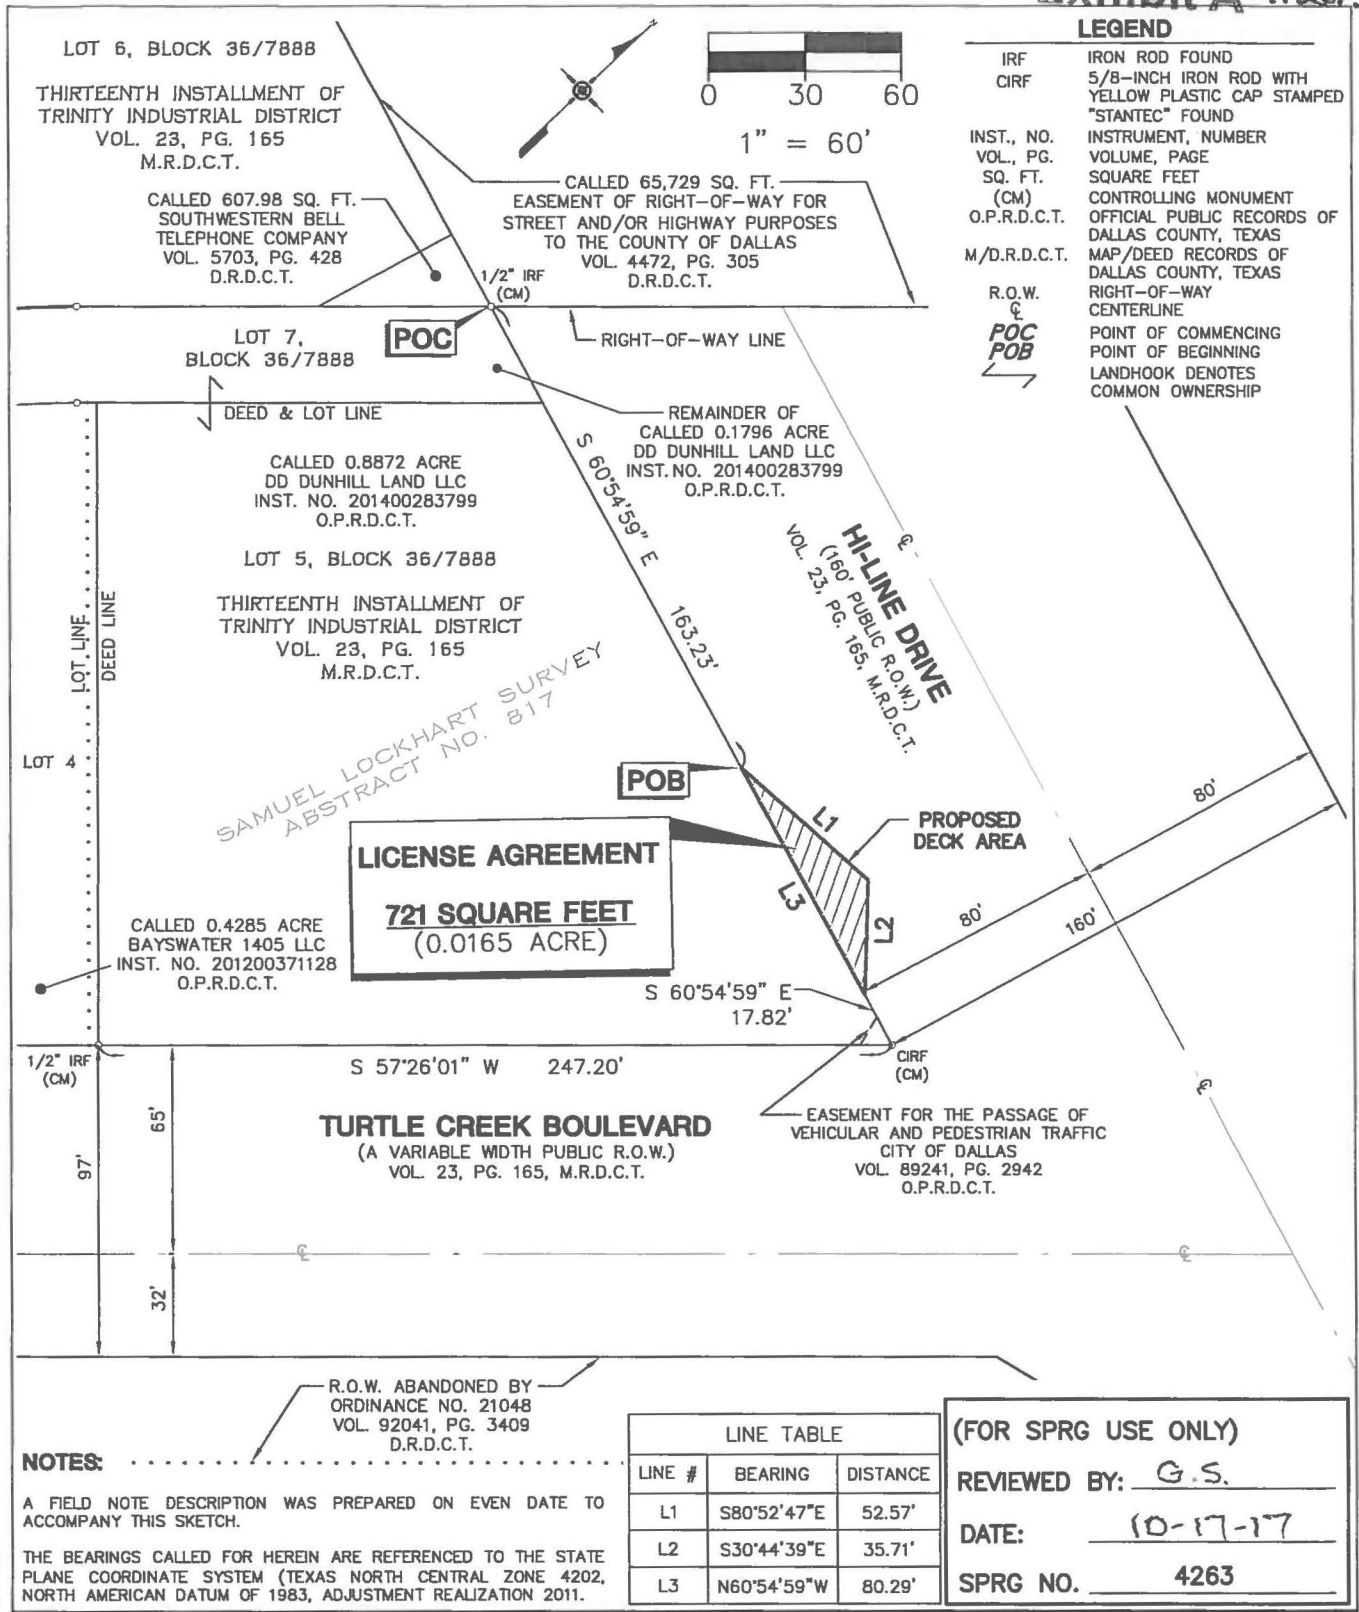 Exhibit A
LEGEND
IRF IRON ROD FOUND
CIRF 5/8-INCH IRON ROD WITH
YELLOW PLASTIC CAP STAMPED
"STANTEC" FOUND
INST., NO. INSTRUMENT, NUMBER
VOL., PG. VOLUME, PAGE
SQ. FT. SQUARE FEET
(CM) CONTROLLING MONUMENT
O.P.R.D.C.T. OFFICIAL PUBLIC RECORDS OF
DALLAS COUNTY, TEXAS
M/D.R.D.C.T. MAP/DEED RECORDS OF
DALLAS COUNTY, TEXAS
R.O.W. RIGHT-OF-WAY
℄ CENTERLINE
POC POINT OF COMMENCING
POB POINT OF BEGINNING
LANDHOOK DENOTES
COMMON OWNERSHIP
LOT 6, BLOCK 36/7888
THIRTEENTH INSTALLMENT OF
TRINITY INDUSTRIAL DISTRICT
VOL. 23, PG. 165
M.R.D.C.T.
0 30 60
1" = 60'
CALLED 607.98 SQ. FT.
SOUTHWESTERN BELL
TELEPHONE COMPANY
VOL. 5703, PG. 428
D.R.D.C.T.
CALLED 65,729 SQ. FT.
EASEMENT OF RIGHT-OF-WAY FOR
STREET AND/OR HIGHWAY PURPOSES
TO THE COUNTY OF DALLAS
VOL. 4472, PG. 305
D.R.D.C.T.
1/2" IRF
(CM)
POC
RIGHT-OF-WAY LINE
LOT 7,
BLOCK 36/7888
DEED & LOT LINE
REMAINDER OF
CALLED 0.1796 ACRE
DD DUNHILL LAND LLC
INST. NO. 201400283799
O.P.R.D.C.T.
CALLED 0.8872 ACRE
DD DUNHILL LAND LLC
INST. NO. 201400283799
O.P.R.D.C.T.
LOT 5, BLOCK 36/7888
THIRTEENTH INSTALLMENT OF
TRINITY INDUSTRIAL DISTRICT
VOL. 23, PG. 165
M.R.D.C.T.
S 60°54'59" E 163.23'
℄
HI-LINE DRIVE
(160' PUBLIC R.O.W.)
VOL. 23, PG. 165, M.R.D.C.T.
LOT LINE
DEED LINE
SAMUEL LOCKHART SURVEY
ABSTRACT NO. 817
LOT 4
POB
L1
L2
L3
PROPOSED
DECK AREA
80'
80'
160'
LICENSE AGREEMENT
721 SQUARE FEET
(0.0165 ACRE)
CALLED 0.4285 ACRE
BAYSWATER 1405 LLC
INST. NO. 201200371128
O.P.R.D.C.T.
S 60°54'59" E
17.82'
1/2" IRF
(CM)
S 57°26'01" W 247.20'
CIRF
(CM)
℄
TURTLE CREEK BOULEVARD
(A VARIABLE WIDTH PUBLIC R.O.W.)
VOL. 23, PG. 165, M.R.D.C.T.
EASEMENT FOR THE PASSAGE OF
VEHICULAR AND PEDESTRIAN TRAFFIC
CITY OF DALLAS
VOL. 89241, PG. 2942
O.P.R.D.C.T.
65'
97'
32'
℄
℄
R.O.W. ABANDONED BY
ORDINANCE NO. 21048
VOL. 92041, PG. 3409
D.R.D.C.T.
NOTES:
A FIELD NOTE DESCRIPTION WAS PREPARED ON EVEN DATE TO
ACCOMPANY THIS SKETCH.
THE BEARINGS CALLED FOR HEREIN ARE REFERENCED TO THE STATE
PLANE COORDINATE SYSTEM (TEXAS NORTH CENTRAL ZONE 4202,
NORTH AMERICAN DATUM OF 1983, ADJUSTMENT REALIZATION 2011.
LINE TABLE
LINE # BEARING DISTANCE
L1 S80°52'47"E 52.57'
L2 S30°44'39"E 35.71'
L3 N60°54'59"W 80.29'
(FOR SPRG USE ONLY)
REVIEWED BY: G.S.
DATE: 10-17-17
SPRG NO. 4263